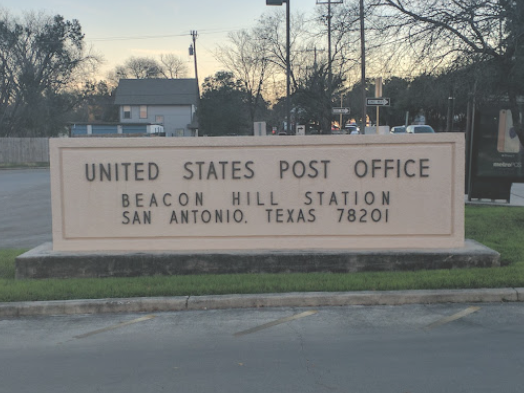 UNITED STATES POST OFFICE
BEACON HILL STATION
SAN ANTONIO, TEXAS 78201